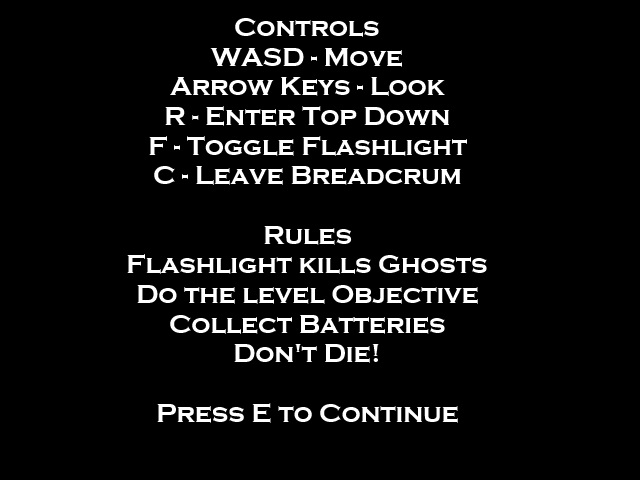 Controls
WASD - Move
Arrow Keys - Look
R - Enter Top Down
F - Toggle Flashlight
C - Leave Breadcrum
Rules
Flashlight kills Ghosts
Do the level Objective
Collect Batteries
Don't Die!
Press E to Continue